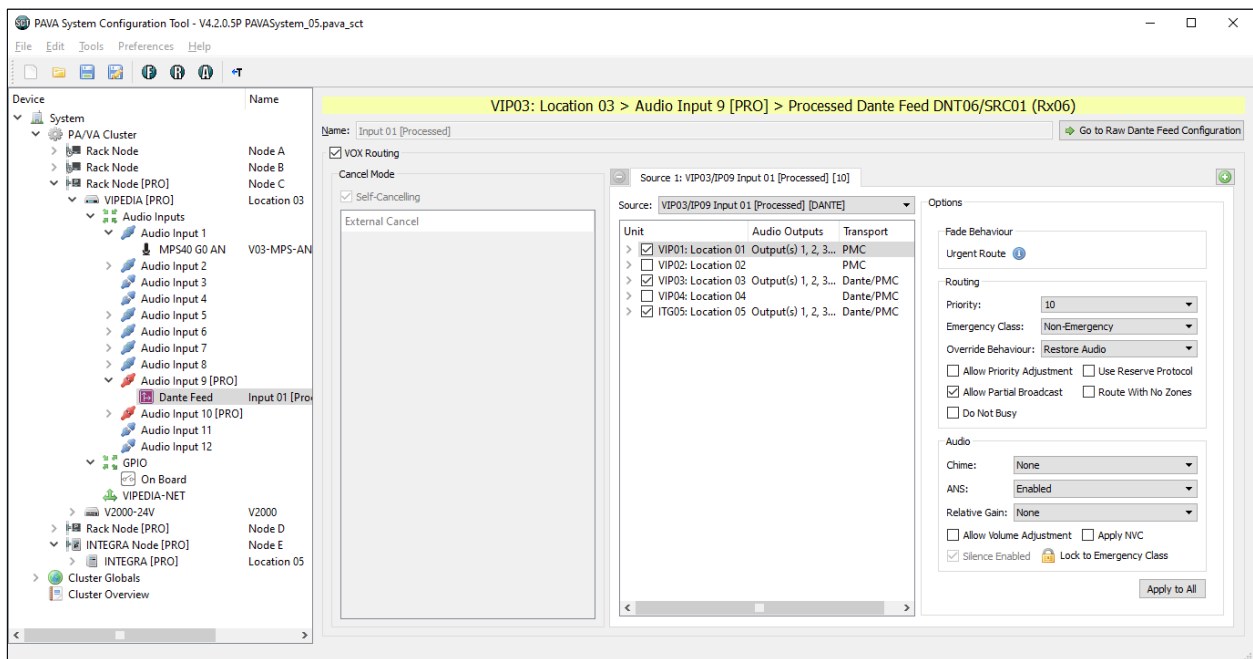 PAVA System Configuration Tool - V4.2.0.5P PAVASystem_05.pava_sct
File Edit Tools Preferences Help
Device Name
System
PA/VA Cluster
Rack Node Node A
Rack Node Node B
Rack Node [PRO] Node C
VIPEDIA [PRO] Location 03
Audio Inputs
Audio Input 1
MPS40 G0 AN V03-MPS-AN
Audio Input 2
Audio Input 3
Audio Input 4
Audio Input 5
Audio Input 6
Audio Input 7
Audio Input 8
Audio Input 9 [PRO]
Dante Feed Input 01 [Pro
Audio Input 10 [PRO]
Audio Input 11
Audio Input 12
GPIO
On Board
VIPEDIA-NET
V2000-24V V2000
Rack Node [PRO] Node D
INTEGRA Node [PRO] Node E
INTEGRA [PRO] Location 05
Cluster Globals
Cluster Overview
VIP03: Location 03 > Audio Input 9 [PRO] > Processed Dante Feed DNT06/SRC01 (Rx06)
Name: Input 01 [Processed] Go to Raw Dante Feed Configuration
VOX Routing
Cancel Mode
Self-Cancelling
External Cancel
Source 1: VIP03/IP09 Input 01 [Processed] [10]
Source: VIP03/IP09 Input 01 [Processed] [DANTE]
Unit Audio Outputs Transport
VIP01: Location 01 Output(s) 1, 2, 3... PMC
VIP02: Location 02 PMC
VIP03: Location 03 Output(s) 1, 2, 3... Dante/PMC
VIP04: Location 04 Dante/PMC
ITG05: Location 05 Output(s) 1, 2, 3... Dante/PMC
Options
Fade Behaviour
Urgent Route
Routing
Priority: 10
Emergency Class: Non-Emergency
Override Behaviour: Restore Audio
Allow Priority Adjustment Use Reserve Protocol
Allow Partial Broadcast Route With No Zones
Do Not Busy
Audio
Chime: None
ANS: Enabled
Relative Gain: None
Allow Volume Adjustment Apply NVC
Silence Enabled Lock to Emergency Class
Apply to All